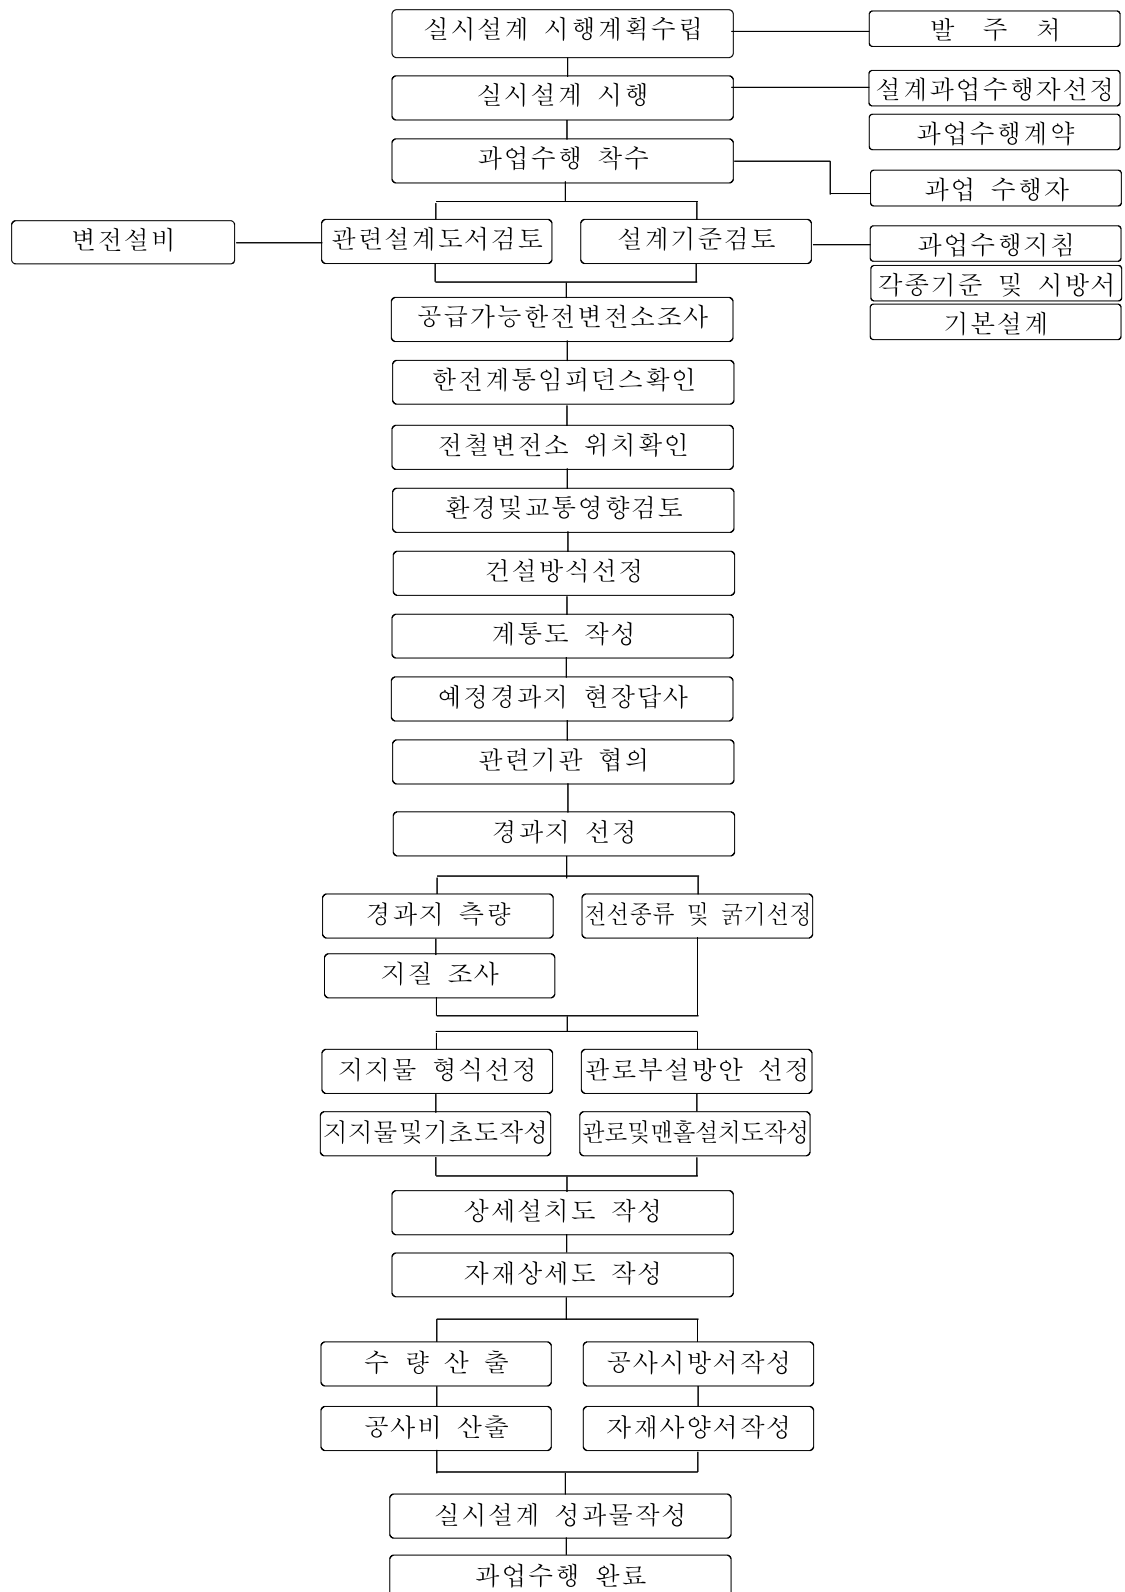 실시설계 시행계획수립
발 주 처
실시설계 시행
설계과업수행자선정
과업수행계약
과업수행 착수
과업 수행자
변전설비
관련설계도서검토
설계기준검토
과업수행지침
각종기준 및 시방서
기본설계
공급가능한전변전소조사
한전계통임피던스확인
전철변전소 위치확인
환경및교통영향검토
건설방식선정
계통도 작성
예정경과지 현장답사
관련기관 협의
경과지 선정
경과지 측량
전선종류 및 굵기선정
지질 조사
지지물 형식선정
관로부설방안 선정
지지물및기초도작성
관로및맨홀설치도작성
상세설치도 작성
자재상세도 작성
수 량 산 출
공사시방서작성
공사비 산출
자재사양서작성
실시설계 성과물작성
과업수행 완료